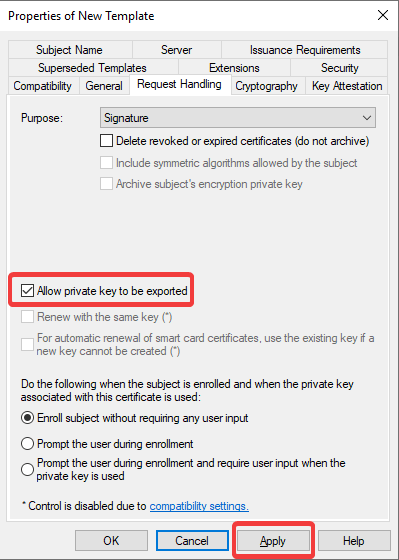 Properties of New Template
Subject Name Server Issuance Requirements
Superseded Templates Extensions Security
Compatibility General Request Handling Cryptography Key Attestation
Purpose: Signature
Delete revoked or expired certificates (do not archive)
Include symmetric algorithms allowed by the subject
Archive subject's encryption private key
Allow private key to be exported
Renew with the same key (*)
For automatic renewal of smart card certificates, use the existing key if a
new key cannot be created (*)
Do the following when the subject is enrolled and when the private key
associated with this certificate is used:
Enroll subject without requiring any user input
Prompt the user during enrollment
Prompt the user during enrollment and require user input when the
private key is used
* Control is disabled due to compatibility settings.
OK Cancel Apply Help